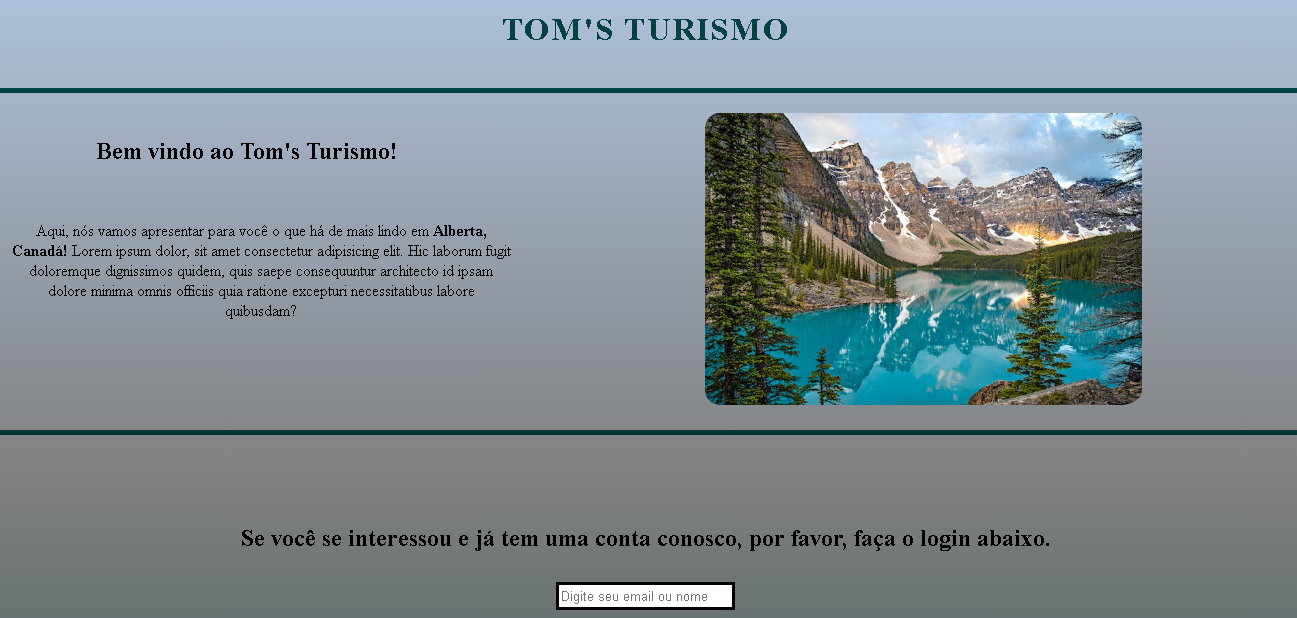 TOM'S TURISMO
Bem vindo ao Tom's Turismo!
Aqui, nós vamos apresentar para você o que há de mais lindo em Alberta,
Canadá! Lorem ipsum dolor, sit amet consectetur adipisicing elit. Hic laborum fugit
doloremque dignissimos quidem, quis saepe consequuntur architecto id ipsam
dolore minima omnis officiis quia ratione excepturi necessitatibus labore
quibusdam?
Se você se interessou e já tem uma conta conosco, por favor, faça o login abaixo.
Digite seu email ou nome